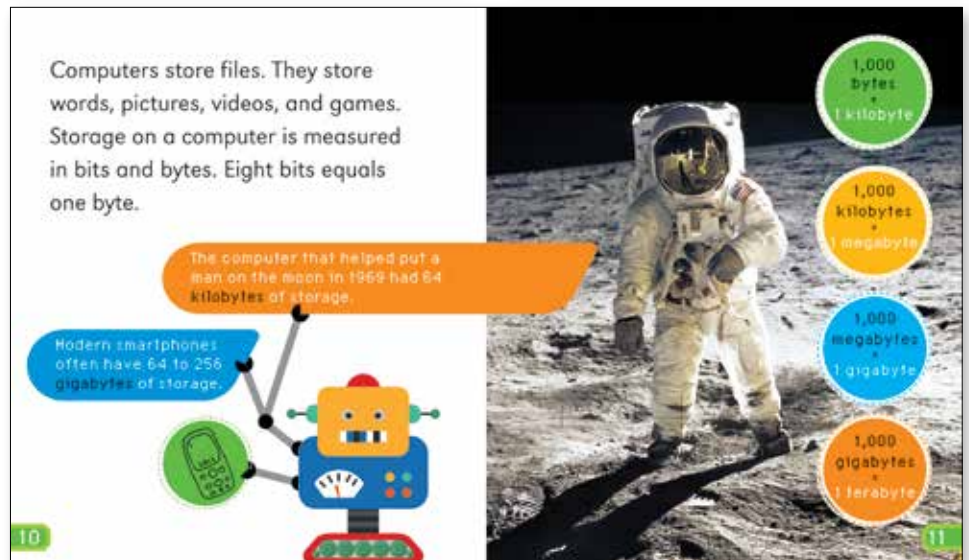 Computers store files. They store
words, pictures, videos, and games.
Storage on a computer is measured
in bits and bytes. Eight bits equals
one byte.
The computer that helped put a
man on the moon in 1969 had 64
kilobytes of storage.
Modern smartphones
often have 64 to 256
gigabytes of storage.
10
1,000
bytes
=
1 kilobyte
1,000
kilobytes
=
1 megabyte
1,000
megabytes
=
1 gigabyte
1,000
gigabytes
=
1 terabyte
11